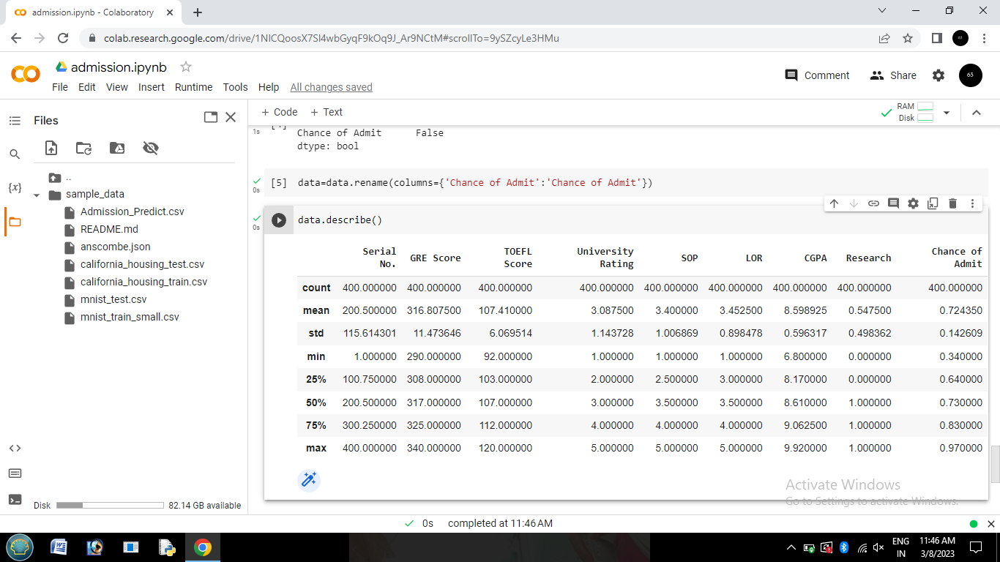 admission.ipynb - Colaboratory
colab.research.google.com/drive/1NlCQoosX7Sl4wbGyqF9kOq9J_Ar9NCtM#scrollTo=9ySZcyLe3HMu
admission.ipynb
File Edit View Insert Runtime Tools Help All changes saved
Comment Share 63
Files
+ Code + Text
RAM
Disk
..
sample_data
Admission_Predict.csv
README.md
anscombe.json
california_housing_test.csv
california_housing_train.csv
mnist_test.csv
mnist_train_small.csv
Disk 82.14 GB available
1s
Chance of Admit False
dtype: bool
0s
[5] data=data.rename(columns={'Chance of Admit':'Chance of Admit'})
0s
data.describe()
Serial No. GRE Score TOEFL Score University Rating SOP LOR CGPA Research Chance of Admit
count 400.000000 400.000000 400.000000 400.000000 400.000000 400.000000 400.000000 400.000000 400.000000
mean 200.500000 316.807500 107.410000 3.087500 3.400000 3.452500 8.598925 0.547500 0.724350
std 115.614301 11.473646 6.069514 1.143728 1.006869 0.898478 0.596317 0.498362 0.142609
min 1.000000 290.000000 92.000000 1.000000 1.000000 1.000000 6.800000 0.000000 0.340000
25% 100.750000 308.000000 103.000000 2.000000 2.500000 3.000000 8.170000 0.000000 0.640000
50% 200.500000 317.000000 107.000000 3.000000 3.500000 3.500000 8.610000 1.000000 0.730000
75% 300.250000 325.000000 112.000000 4.000000 4.000000 4.000000 9.062500 1.000000 0.830000
max 400.000000 340.000000 120.000000 5.000000 5.000000 5.000000 9.920000 1.000000 0.970000
Activate Windows
Go to Settings to activate Windows.
0s completed at 11:46 AM
ENG
IN
11:46 AM
3/8/2023